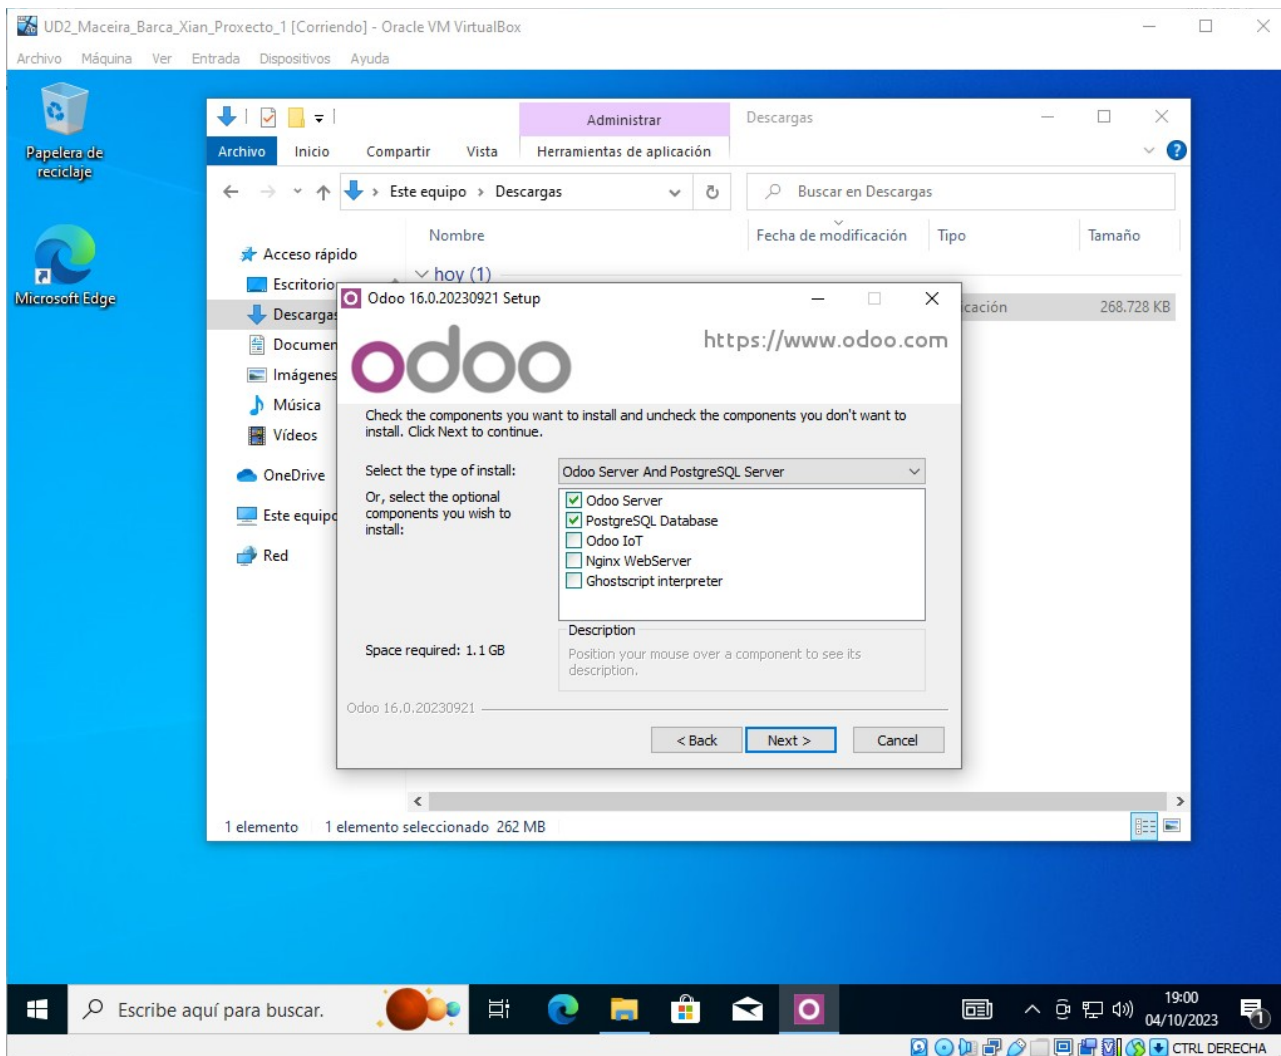 UD2_Maceira_Barca_Xian_Proxecto_1 [Corriendo] - Oracle VM VirtualBox
Archivo Máquina Ver Entrada Dispositivos Ayuda
Papelera de
reciclaje
Microsoft Edge
Administrar Descargas
Archivo Inicio Compartir Vista Herramientas de aplicación
Este equipo > Descargas
Buscar en Descargas
Nombre Fecha de modificación Tipo Tamaño
Acceso rápido
hoy (1)
Escritorio
Descargas
icación 268.728 KB
Documen
Imágenes
Música
Vídeos
OneDrive
Este equipo
Red
Odoo 16.0.20230921 Setup
odoo
https://www.odoo.com
Check the components you want to install and uncheck the components you don't want to
install. Click Next to continue.
Select the type of install: Odoo Server And PostgreSQL Server
Or, select the optional
components you wish to
install:
Odoo Server
PostgreSQL Database
Odoo IoT
Nginx WebServer
Ghostscript interpreter
Space required: 1.1 GB
Description
Position your mouse over a component to see its
description.
Odoo 16.0.20230921
< Back Next > Cancel
1 elemento 1 elemento seleccionado 262 MB
Escribe aquí para buscar.
19:00
04/10/2023
1
CTRL DERECHA